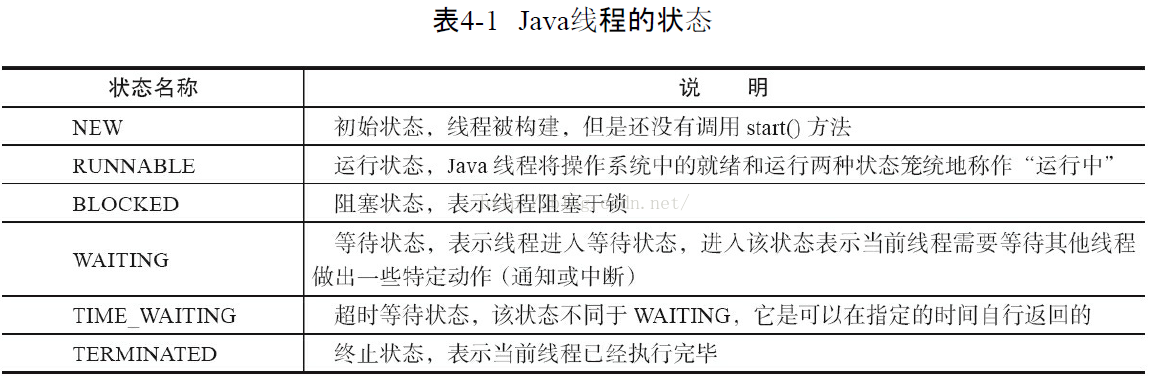 表4-1 Java线程的状态
状态名称 说 明
NEW 初始状态，线程被构建，但是还没有调用 start() 方法
RUNNABLE 运行状态，Java 线程将操作系统中的就绪和运行两种状态笼统地称作“运行中”
BLOCKED 阻塞状态，表示线程阻塞于锁
WAITING 等待状态，表示线程进入等待状态，进入该状态表示当前线程需要等待其他线程
做出一些特定动作（通知或中断）
TIME_WAITING 超时等待状态，该状态不同于 WAITING，它是可以在指定的时间自行返回的
TERMINATED 终止状态，表示当前线程已经执行完毕